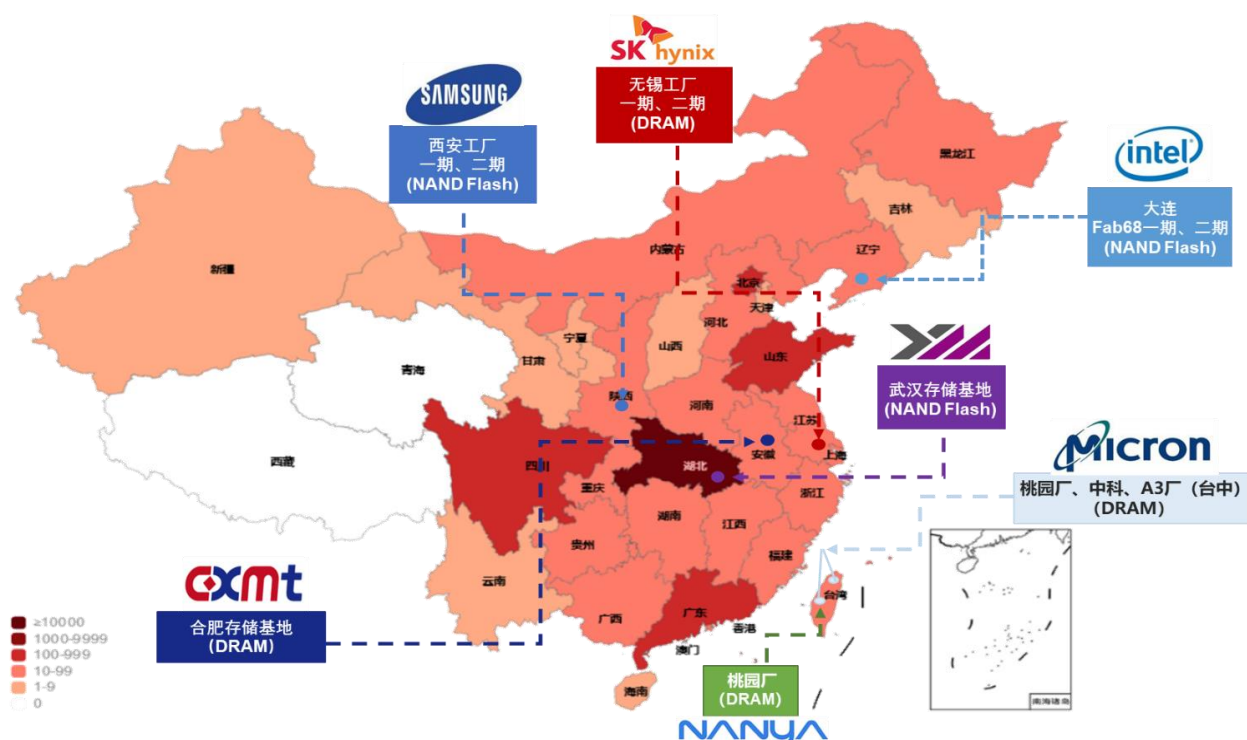 SK hynix
无锡工厂
一期、二期
(DRAM)
SAMSUNG
西安工厂
一期、二期
(NAND Flash)
intel
大连
Fab68一期、二期
(NAND Flash)
武汉存储基地
(NAND Flash)
Micron
桃园厂、中科、A3厂（台中）
（DRAM）
cxmt
合肥存储基地
(DRAM)
桃园厂
(DRAM)
NANYA
黑龙江
吉林
辽宁
内蒙古
新疆
北京
天津
河北
山西
山东
宁夏
甘肃
青海
陕西
河南
江苏
安徽
上海
西藏
四川
湖北
重庆
浙江
湖南
江西
贵州
福建
云南
台湾
广西
广东
香港
澳门
海南
南海诸岛
≥10000
1000-9999
100-999
10-99
1-9
0